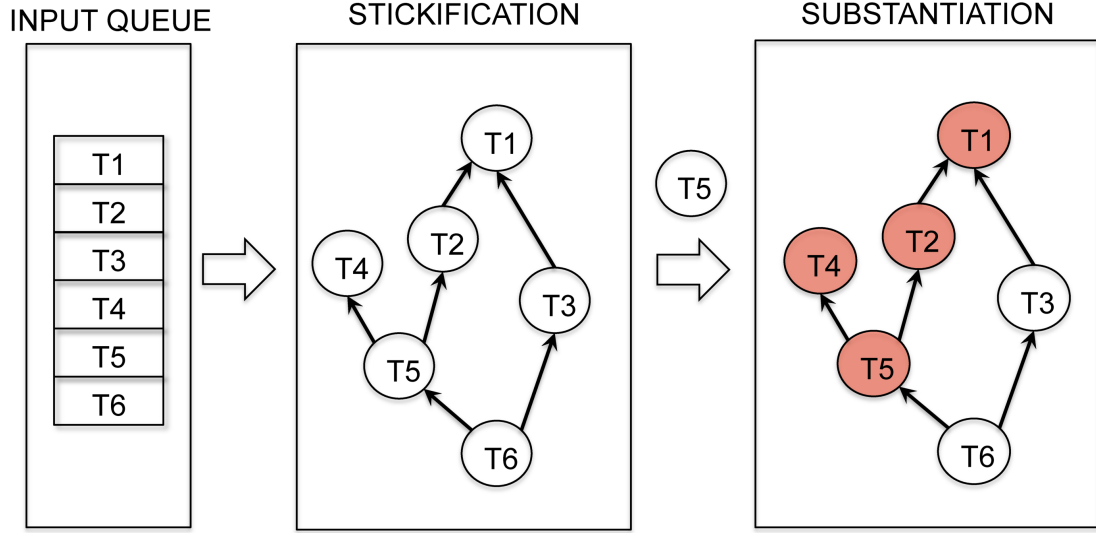 INPUT QUEUE
STICKIFICATION
SUBSTANTIATION
T1
T2
T3
T4
T5
T6
T1
T2
T4
T3
T5
T6
T5
T1
T2
T4
T3
T5
T6